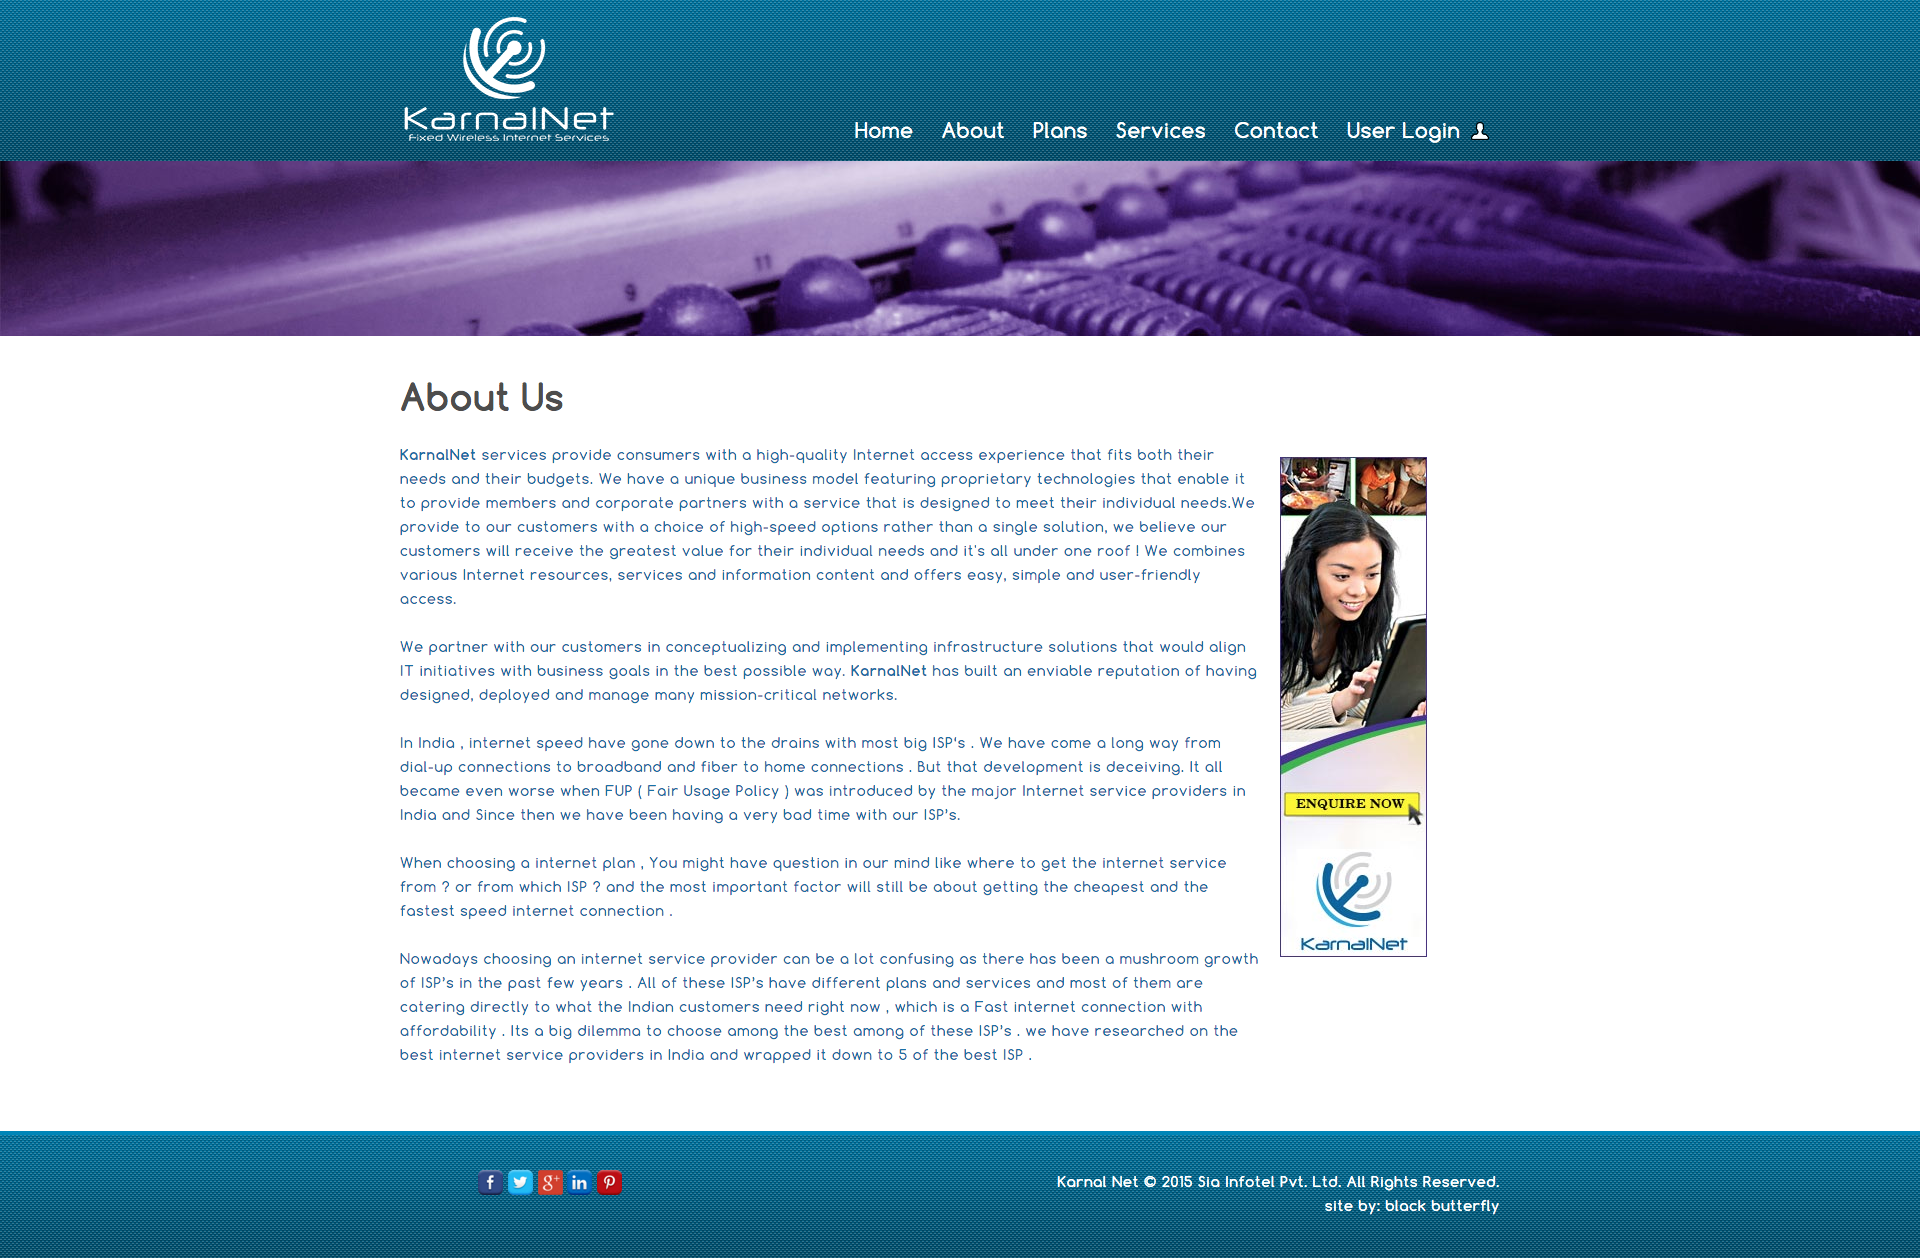 KarnalNet
Fixed Wireless Internet Services
Home About Plans Services Contact User Login
7 9 11 12 13
About Us
KarnalNet services provide consumers with a high-quality Internet access experience that fits both their
needs and their budgets. We have a unique business model featuring proprietary technologies that enable it
to provide members and corporate partners with a service that is designed to meet their individual needs.We
provide to our customers with a choice of high-speed options rather than a single solution, we believe our
customers will receive the greatest value for their individual needs and it's all under one roof ! We combines
various Internet resources, services and information content and offers easy, simple and user-friendly
access.
We partner with our customers in conceptualizing and implementing infrastructure solutions that would align
IT initiatives with business goals in the best possible way. KarnalNet has built an enviable reputation of having
designed, deployed and manage many mission-critical networks.
In India , internet speed have gone down to the drains with most big ISP‘s . We have come a long way from
dial-up connections to broadband and fiber to home connections . But that development is deceiving. It all
became even worse when FUP ( Fair Usage Policy ) was introduced by the major Internet service providers in
India and Since then we have been having a very bad time with our ISP’s.
When choosing a internet plan , You might have question in our mind like where to get the internet service
from ? or from which ISP ? and the most important factor will still be about getting the cheapest and the
fastest speed internet connection .
Nowadays choosing an internet service provider can be a lot confusing as there has been a mushroom growth
of ISP’s in the past few years . All of these ISP’s have different plans and services and most of them are
catering directly to what the Indian customers need right now , which is a Fast internet connection with
affordability . Its a big dilemma to choose among the best among of these ISP’s . we have researched on the
best internet service providers in India and wrapped it down to 5 of the best ISP .
ENQUIRE NOW
KarnalNet
f g+ in
Karnal Net © 2015 Sia Infotel Pvt. Ltd. All Rights Reserved.
site by: black butterfly